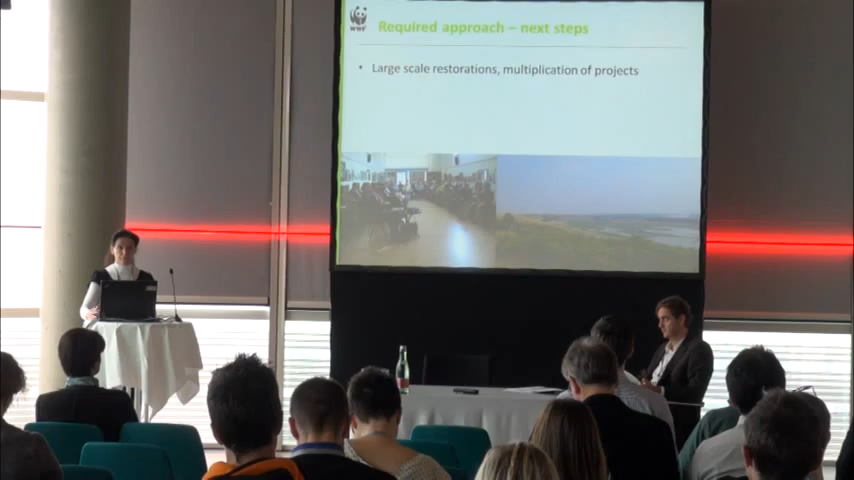 WWF
Required approach – next steps
• Large scale restorations, multiplication of projects